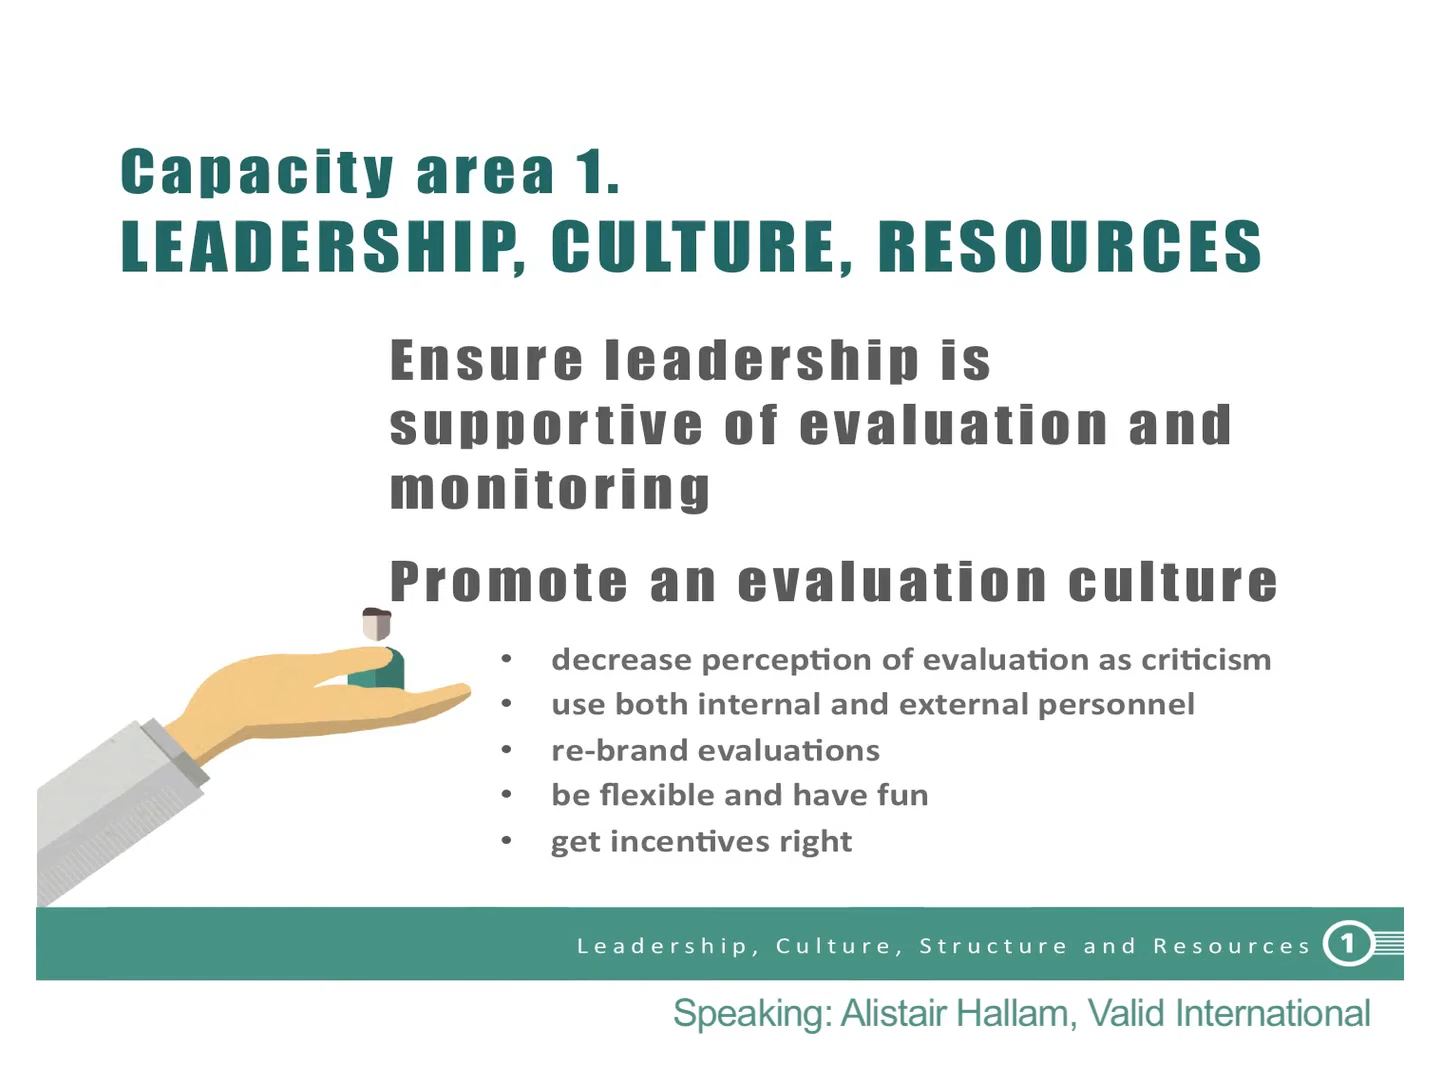 Capacity area 1.
LEADERSHIP, CULTURE, RESOURCES
Ensure leadership is
supportive of evaluation and
monitoring
Promote an evaluation culture
• decrease perception of evaluation as criticism
• use both internal and external personnel
• re-brand evaluations
• be flexible and have fun
• get incentives right
Leadership, Culture, Structure and Resources 1
Speaking: Alistair Hallam, Valid International